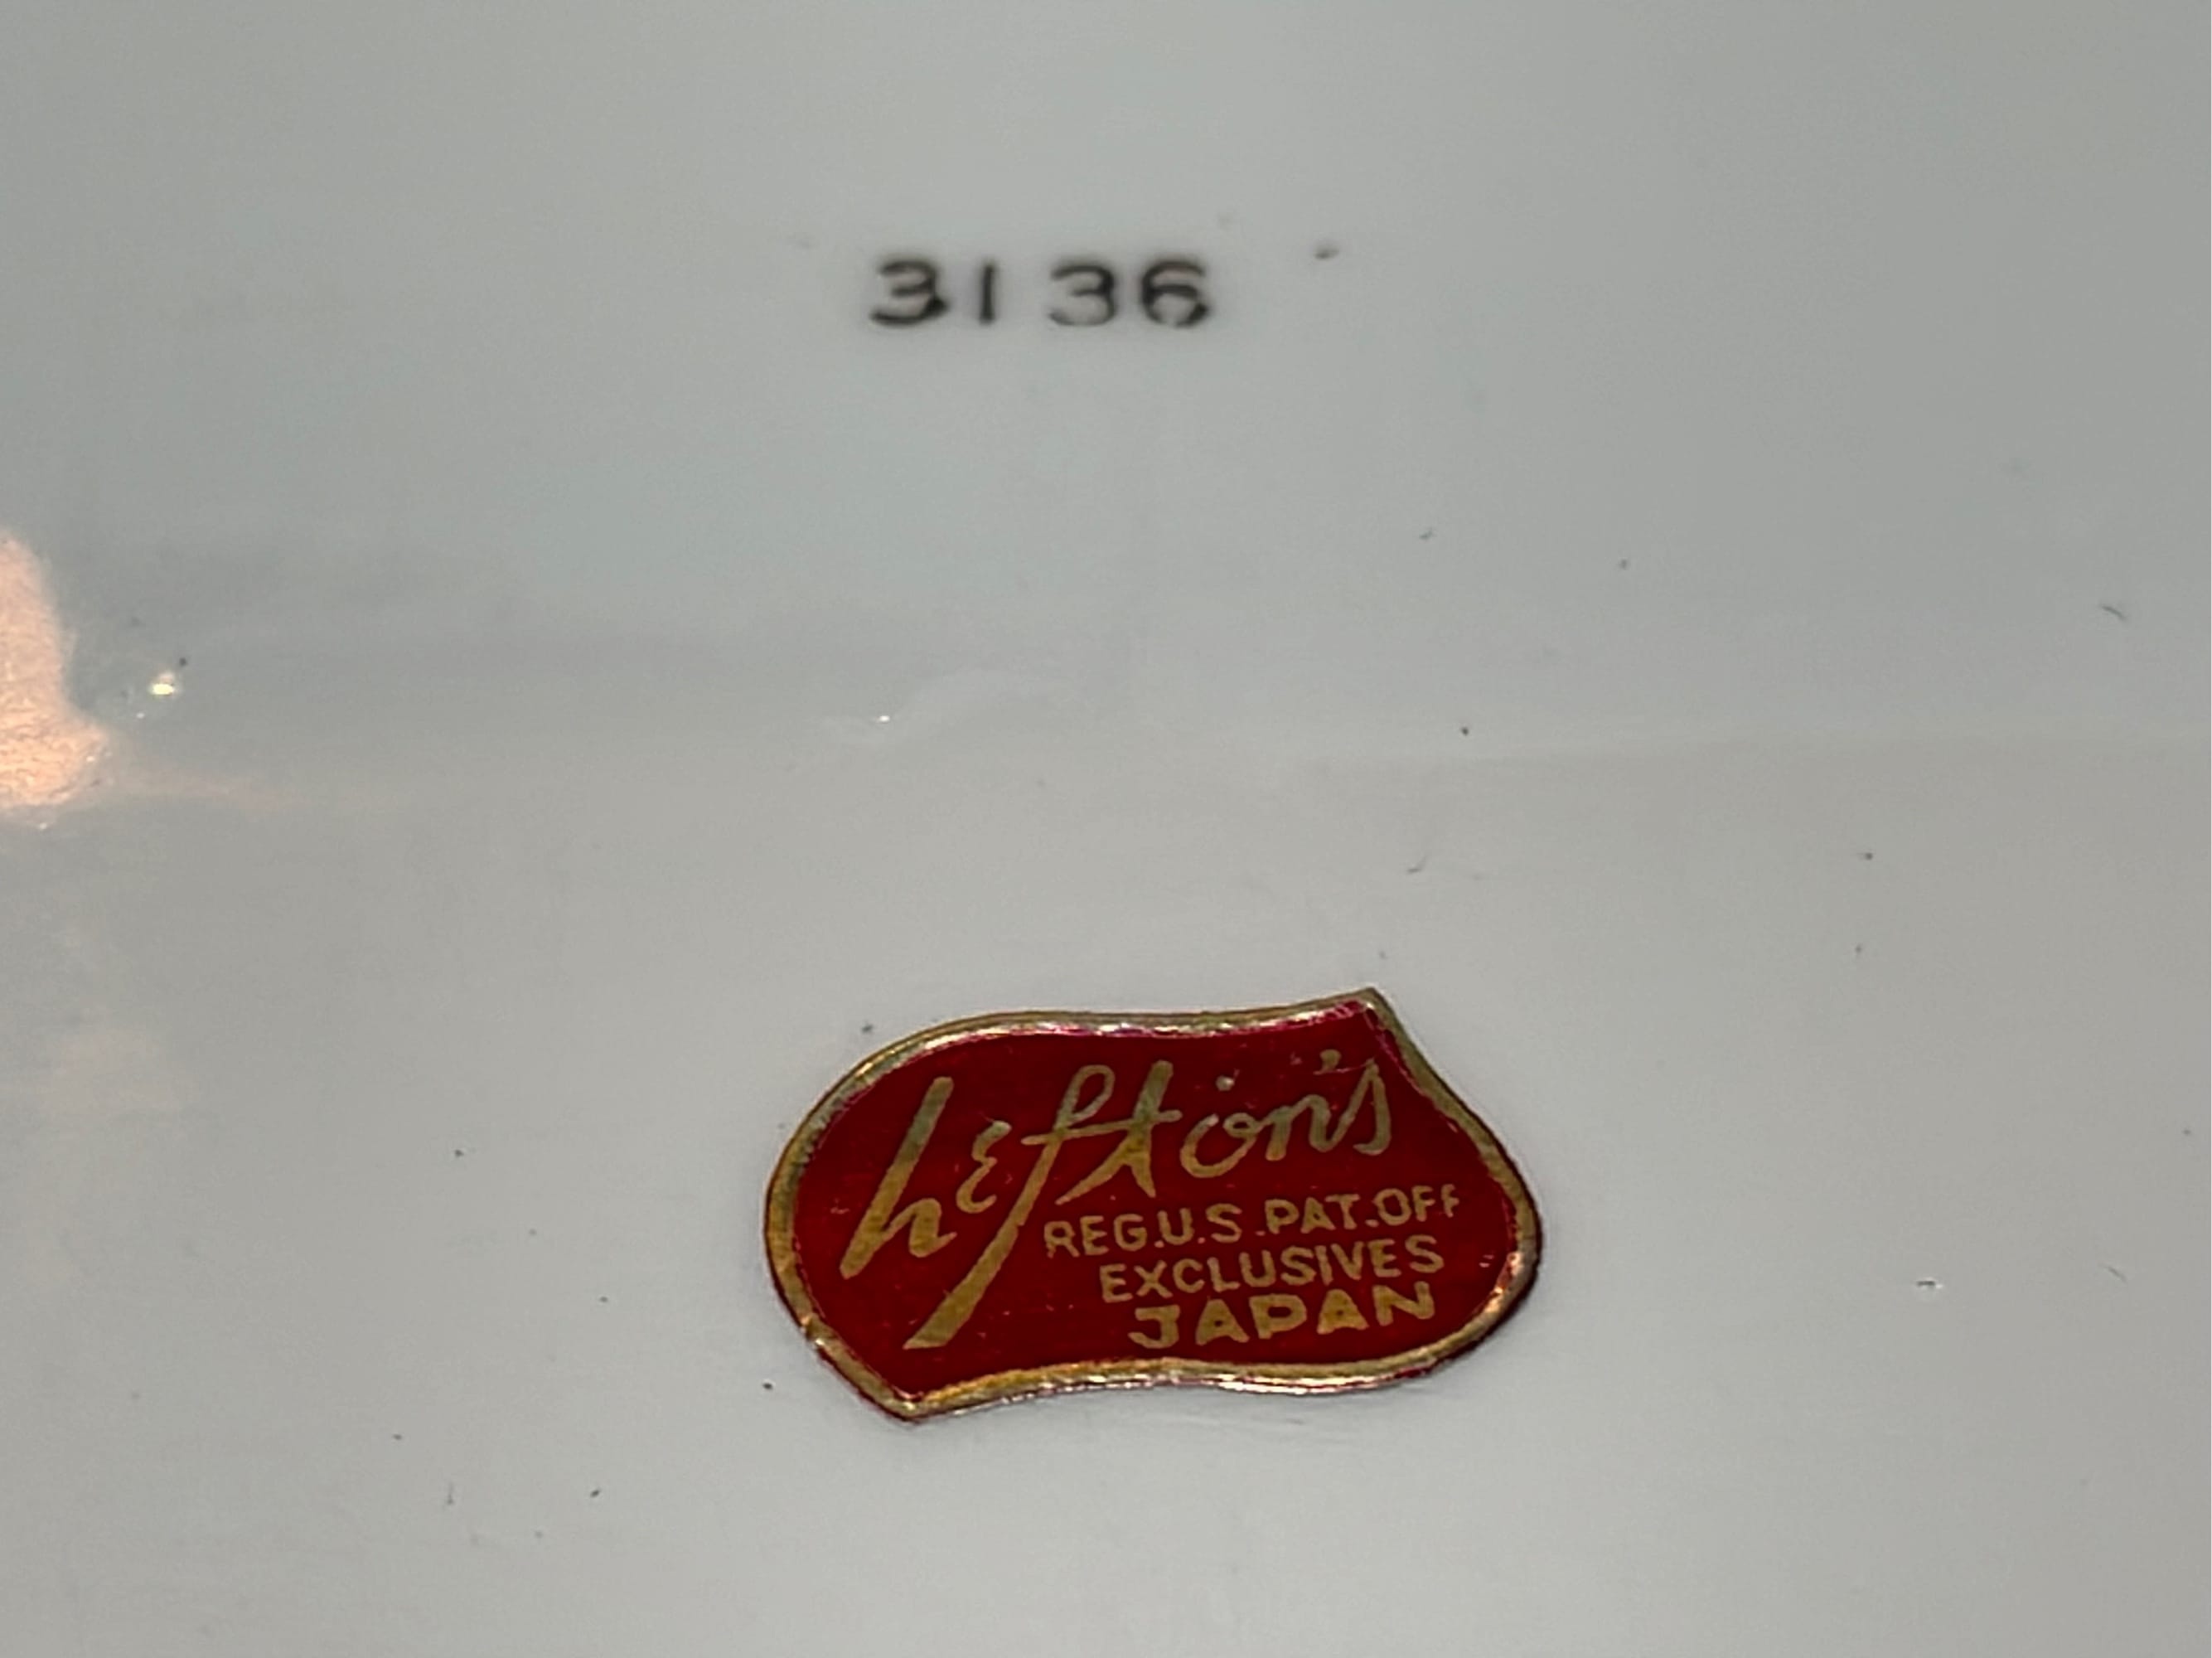 3136
Lefton's
REG.U.S.PAT.OFF
EXCLUSIVES
JAPAN